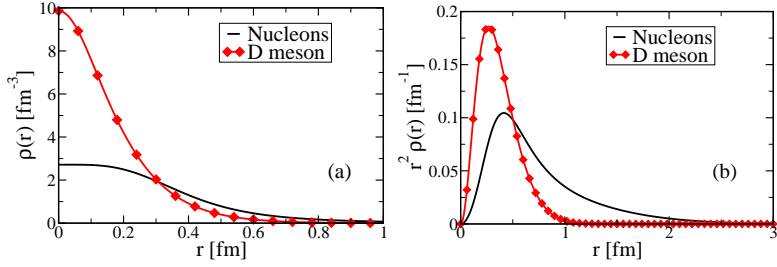 10
8
6
4
2
0
ρ(r) [fm⁻³]
Nucleons
D meson
(a)
0 0.2 0.4 0.6 0.8 1
r [fm]
0.2
0.15
0.1
0.05
0
r² ρ(r) [fm⁻¹]
Nucleons
D meson
(b)
0 1 2 3
r [fm]